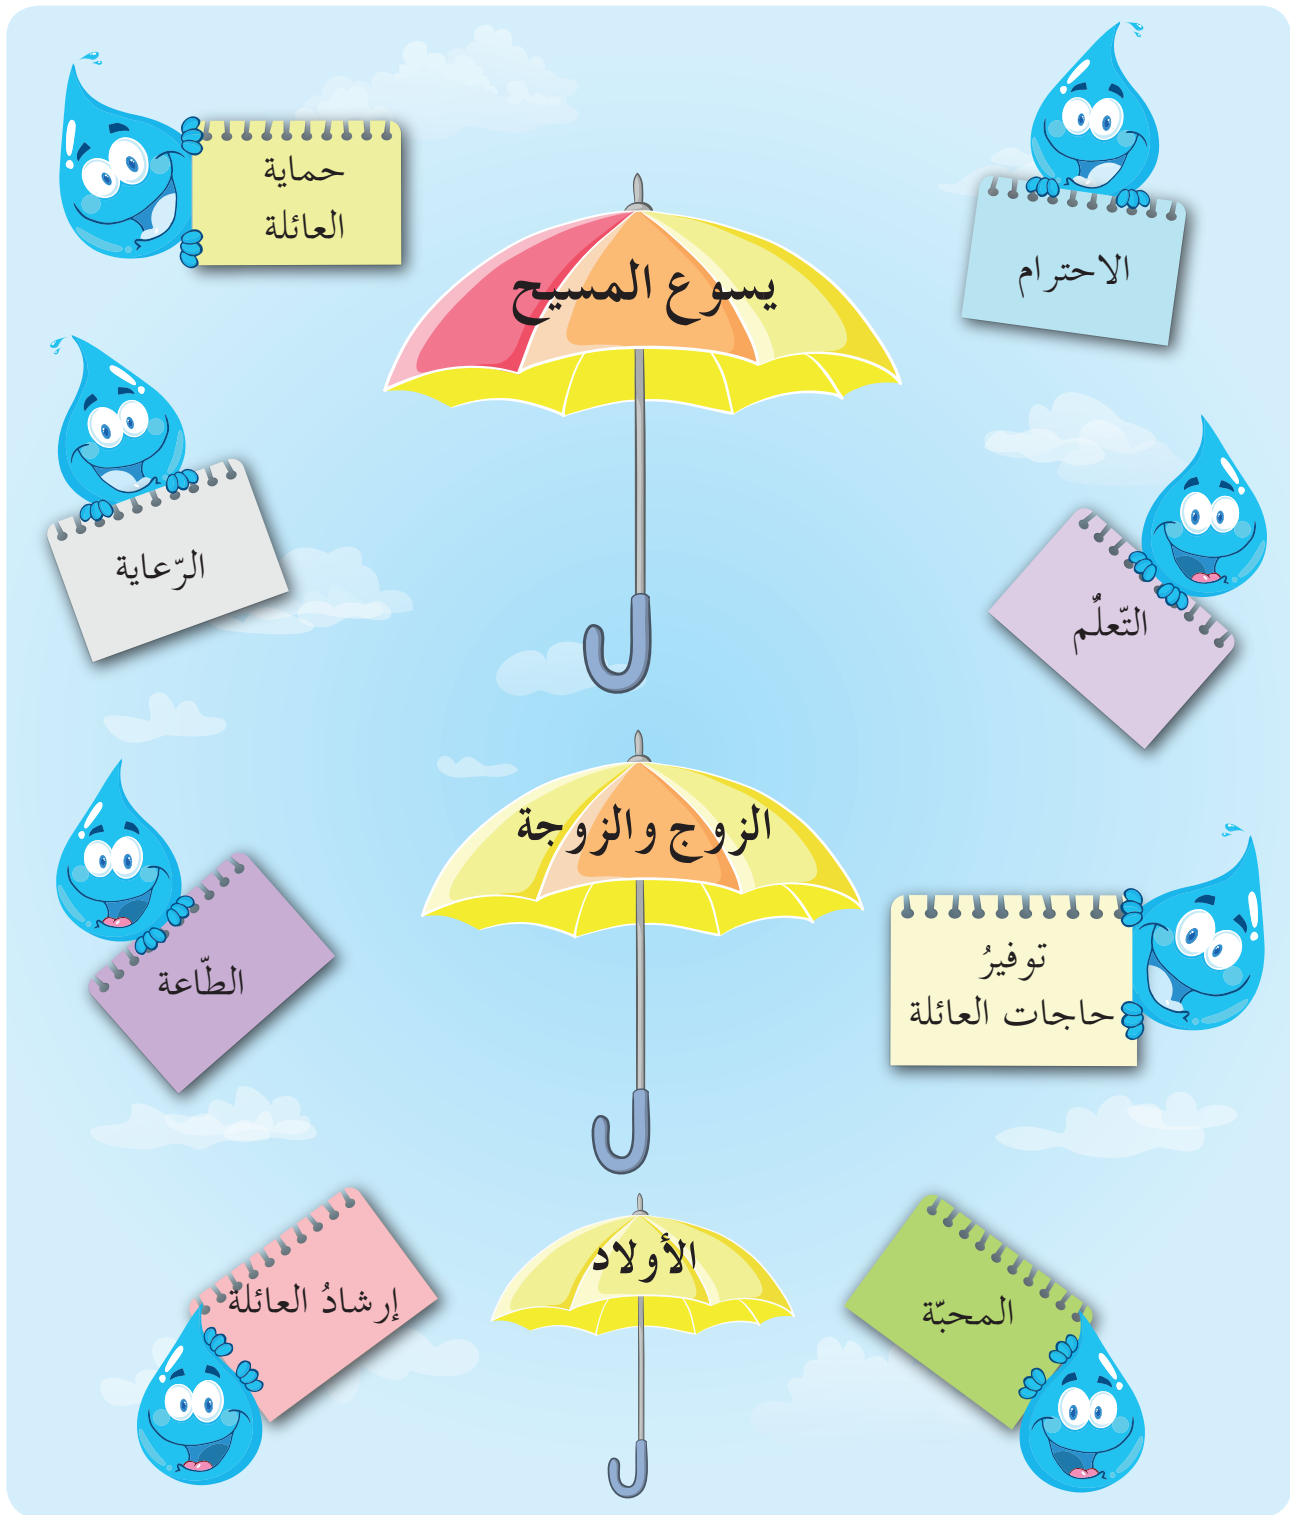 حماية
العائلة
الاحترام
يسوع المسيح
الرّعاية
التّعلُّم
الزوج والزوجة
الطّاعة
توفيرُ
حاجات العائلة
الأولاد
إرشادُ العائلة
المحبّة